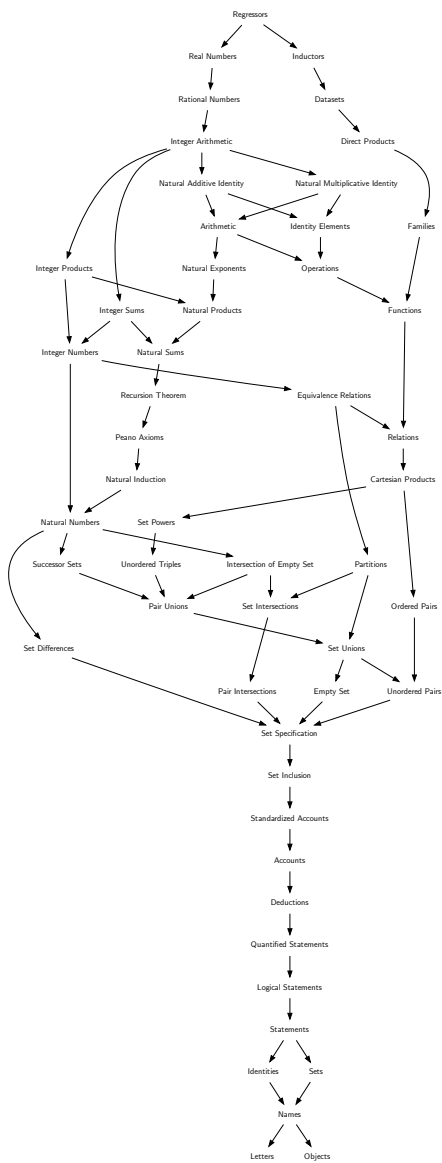 Regressors
Real Numbers
Inductors
Rational Numbers
Datasets
Integer Arithmetic
Direct Products
Natural Additive Identity
Natural Multiplicative Identity
Arithmetic
Identity Elements
Families
Integer Products
Natural Exponents
Operations
Integer Sums
Natural Products
Functions
Integer Numbers
Natural Sums
Recursion Theorem
Equivalence Relations
Peano Axioms
Relations
Natural Induction
Cartesian Products
Natural Numbers
Set Powers
Successor Sets
Unordered Triples
Intersection of Empty Set
Partitions
Pair Unions
Set Intersections
Ordered Pairs
Set Differences
Set Unions
Pair Intersections
Empty Set
Unordered Pairs
Set Specification
Set Inclusion
Standardized Accounts
Accounts
Deductions
Quantified Statements
Logical Statements
Statements
Identities
Sets
Names
Letters
Objects